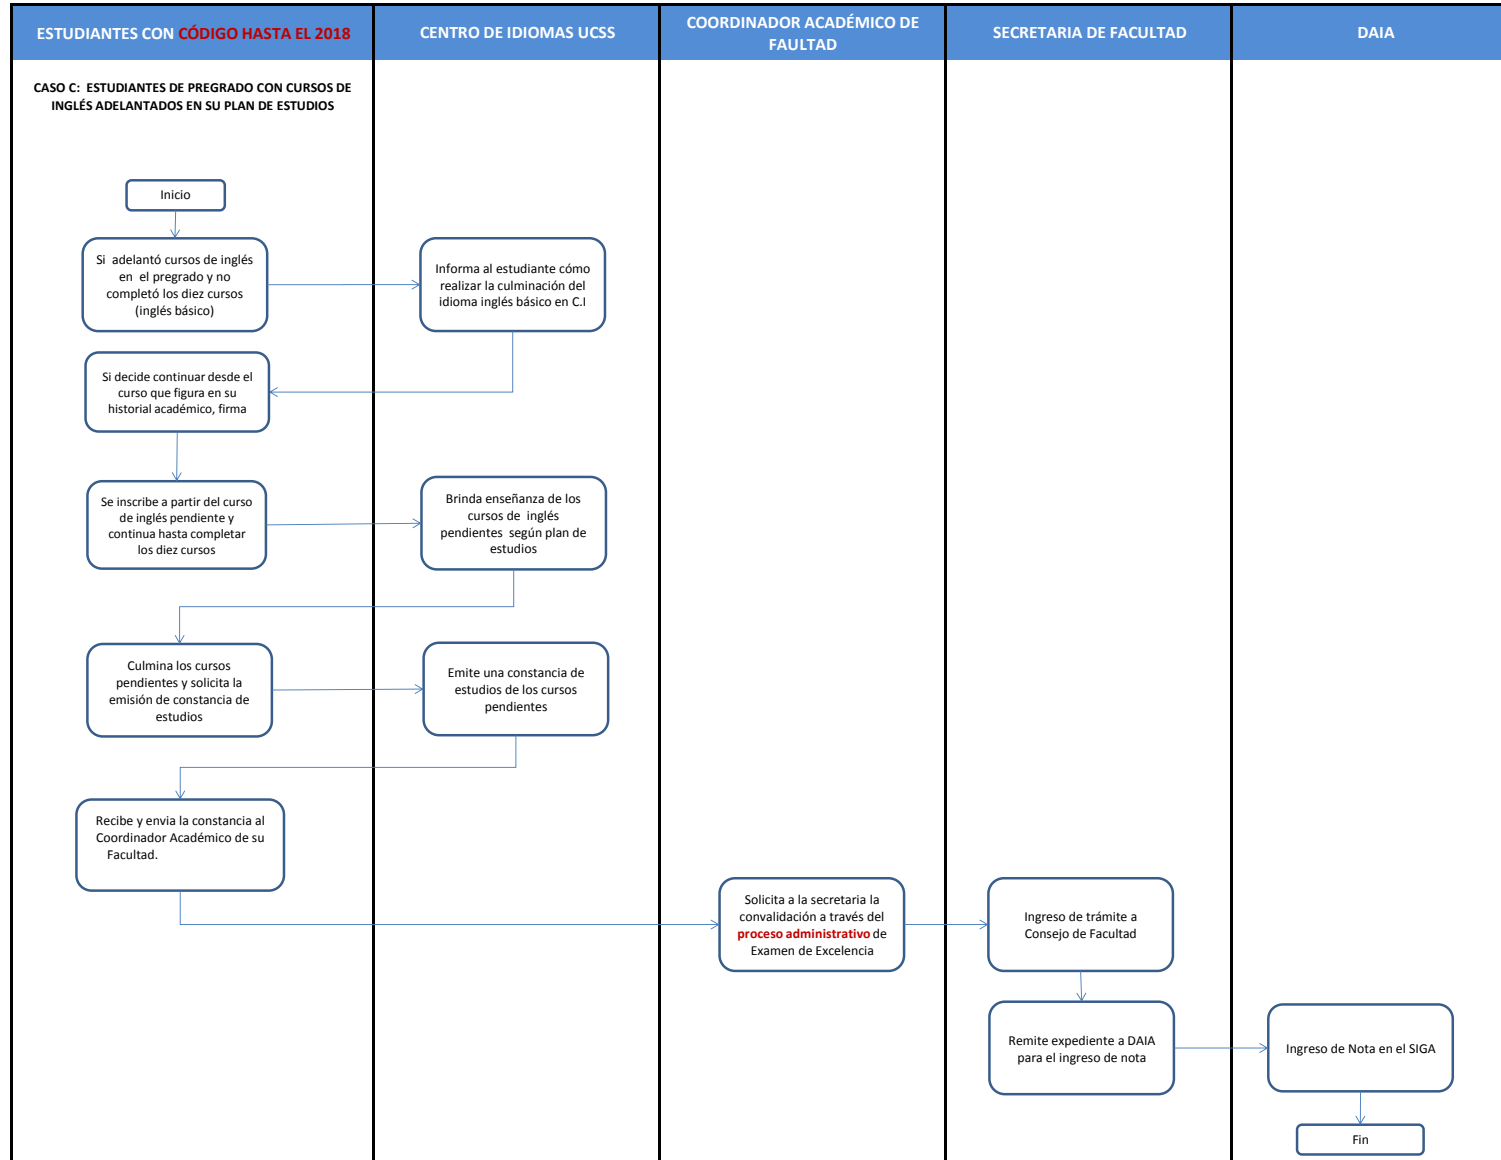 ESTUDIANTES CON CÓDIGO HASTA EL 2018
CENTRO DE IDIOMAS UCSS
COORDINADOR ACADÉMICO DE
FAULTAD
SECRETARIA DE FACULTAD
DAIA
CASO C: ESTUDIANTES DE PREGRADO CON CURSOS DE
INGLÉS ADELANTADOS EN SU PLAN DE ESTUDIOS
Inicio
Si adelantó cursos de inglés
en el pregrado y no
completó los diez cursos
(inglés básico)
Informa al estudiante cómo
realizar la culminación del
idioma inglés básico en C.I
Si decide continuar desde el
curso que figura en su
historial académico, firma
Se inscribe a partir del curso
de inglés pendiente y
continua hasta completar
los diez cursos
Brinda enseñanza de los
cursos de inglés
pendientes según plan de
estudios
Culmina los cursos
pendientes y solicita la
emisión de constancia de
estudios
Emite una constancia de
estudios de los cursos
pendientes
Recibe y envia la constancia al
Coordinador Académico de su
Facultad.
Solicita a la secretaria la
convalidación a través del
proceso administrativo de
Examen de Excelencia
Ingreso de trámite a
Consejo de Facultad
Remite expediente a DAIA
para el ingreso de nota
Ingreso de Nota en el SIGA
Fin